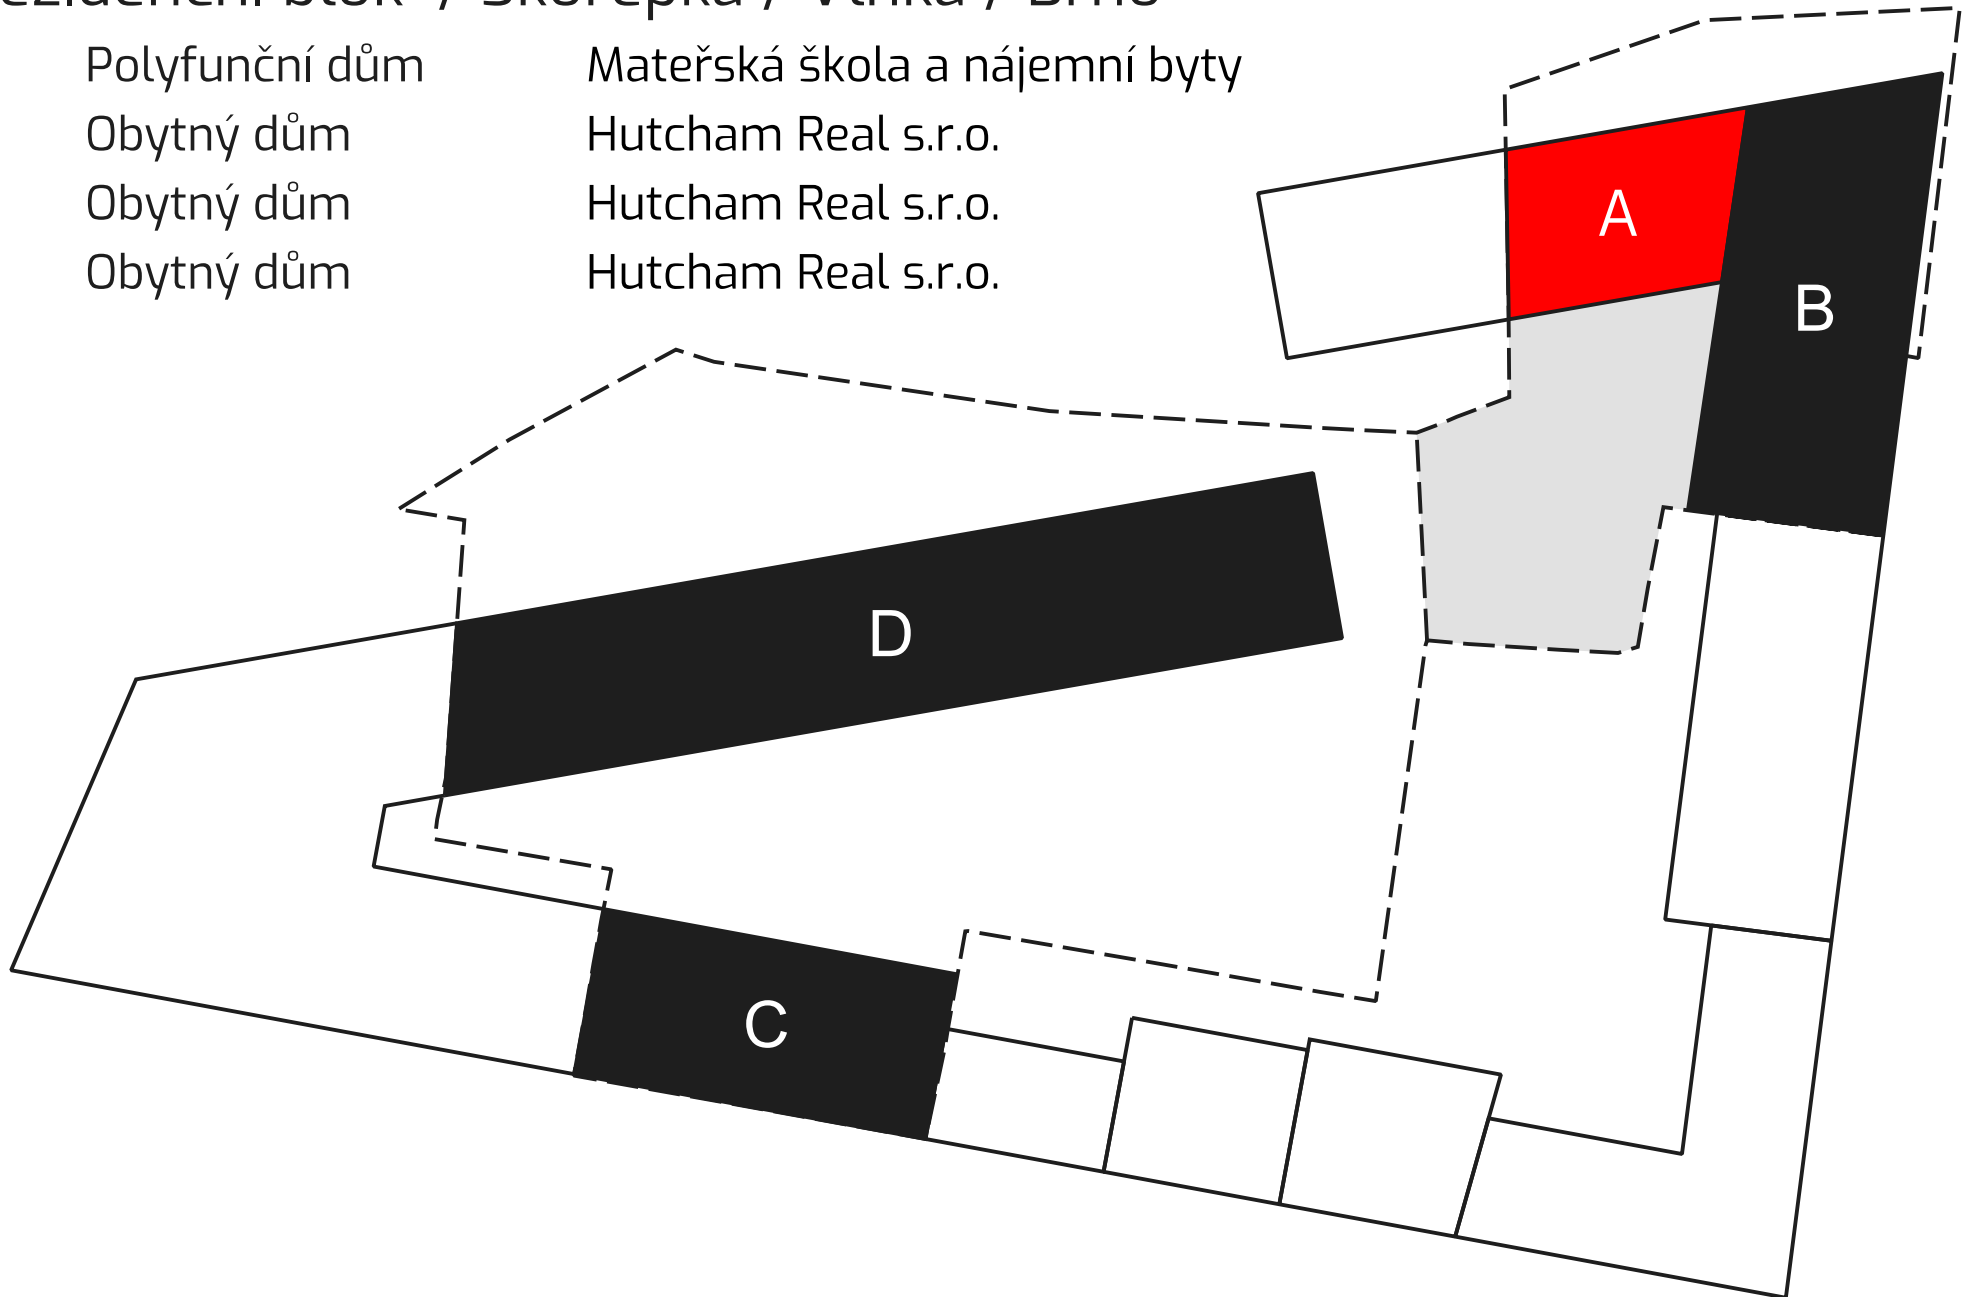 Polyfunční dům Mateřská škola a nájemní byty
Obytný dům Hutcham Real s.r.o.
Obytný dům Hutcham Real s.r.o.
Obytný dům Hutcham Real s.r.o.
A
B
D
C